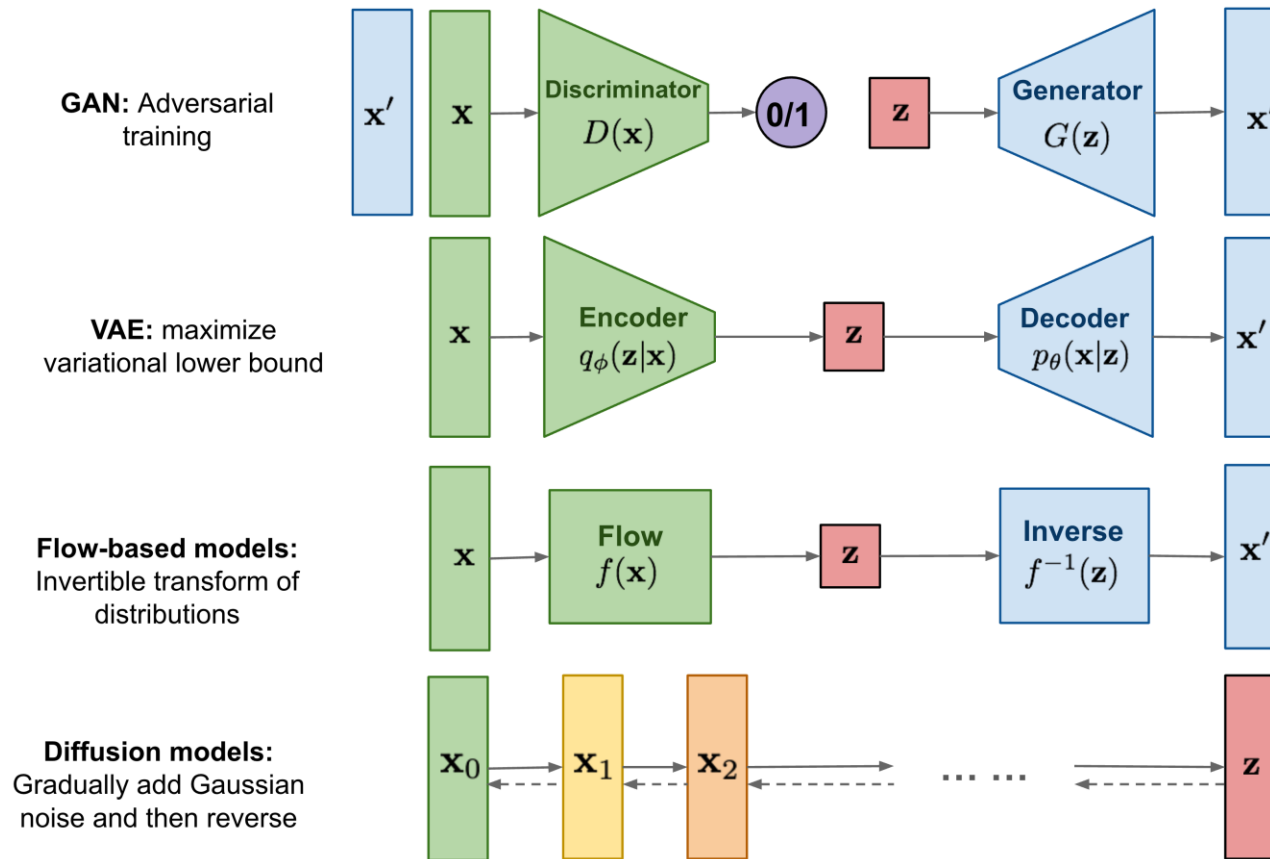 GAN: Adversarial
training
x′
x
Discriminator
D(x)
0/1
z
Generator
G(z)
x′
VAE: maximize
variational lower bound
x
Encoder
qϕ(z|x)
z
Decoder
pθ(x|z)
x′
Flow-based models:
Invertible transform of
distributions
x
Flow
f(x)
z
Inverse
f⁻¹(z)
x′
Diffusion models:
Gradually add Gaussian
noise and then reverse
x₀
x₁
x₂
... ...
z